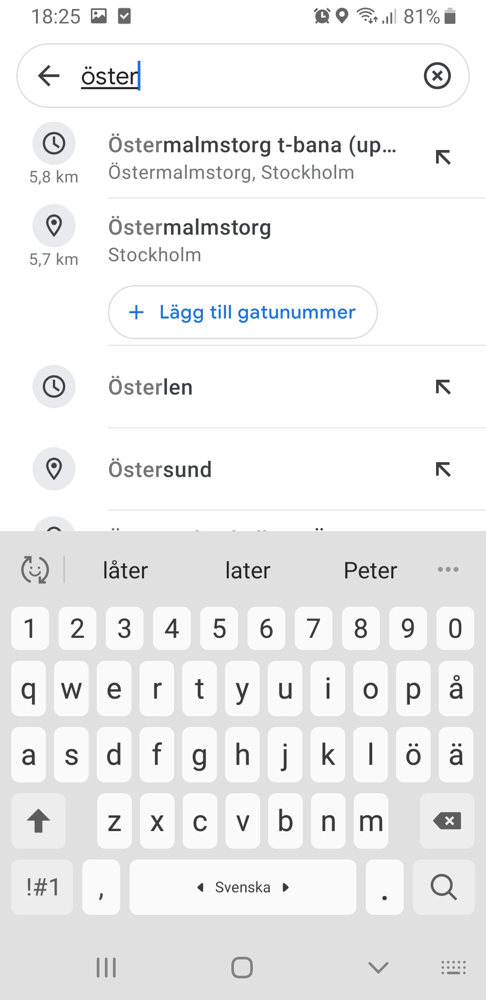 18:25 81%
öster
Östermalmstorg t-bana (up...
5,8 km
Östermalmstorg, Stockholm
Östermalmstorg
5,7 km
Stockholm
+ Lägg till gatunummer
Österlen
Östersund
låter later Peter ...
1 2 3 4 5 6 7 8 9 0
q w e r t y u i o p å
a s d f g h j k l ö ä
z x c v b n m
!#1 , Svenska .